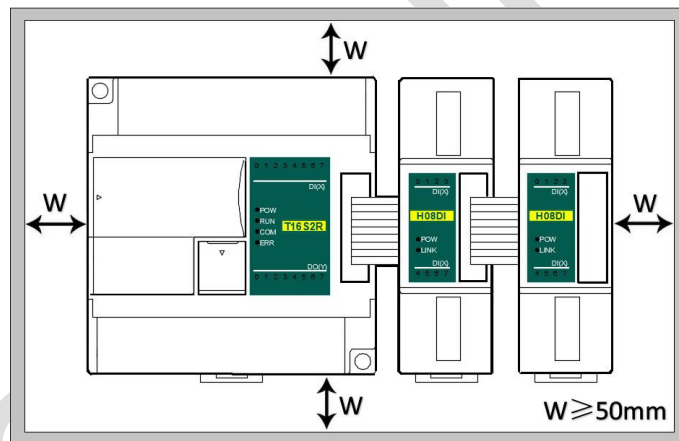 W
0 1 2 3 4 5 6 7
DI(X)
POW
RUN
COM
ERR
T16S2R
DO(Y)
0 1 2 3 4 5 6 7
0 1 2 3
DI(X)
H08DI
POW
LINK
DI(X)
4 5 6 7
0 1 2 3
DI(X)
H08DI
POW
LINK
DI(X)
4 5 6 7
W
W
W
W≥50mm